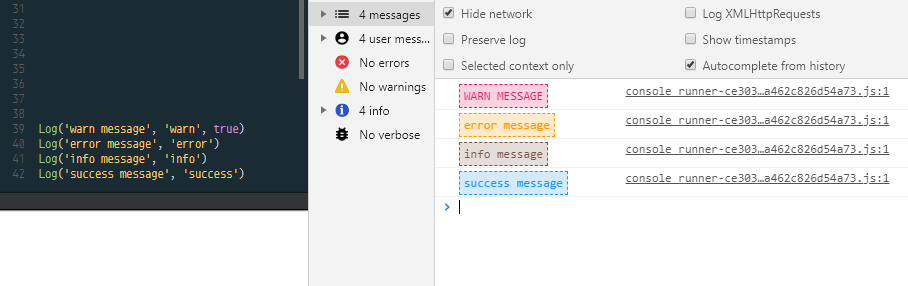 31
32
33
34
35
36
37
38
39 Log('warn message', 'warn', true)
40 Log('error message', 'error')
41 Log('info message', 'info')
42 Log('success message', 'success')
4 messages
4 user mess...
No errors
No warnings
4 info
No verbose
Hide network
Log XMLHttpRequests
Preserve log
Show timestamps
Selected context only
Autocomplete from history
WARN MESSAGE console_runner-ce303…a462c826d54a73.js:1
error message console_runner-ce303…a462c826d54a73.js:1
info message console_runner-ce303…a462c826d54a73.js:1
success message console_runner-ce303…a462c826d54a73.js:1
>